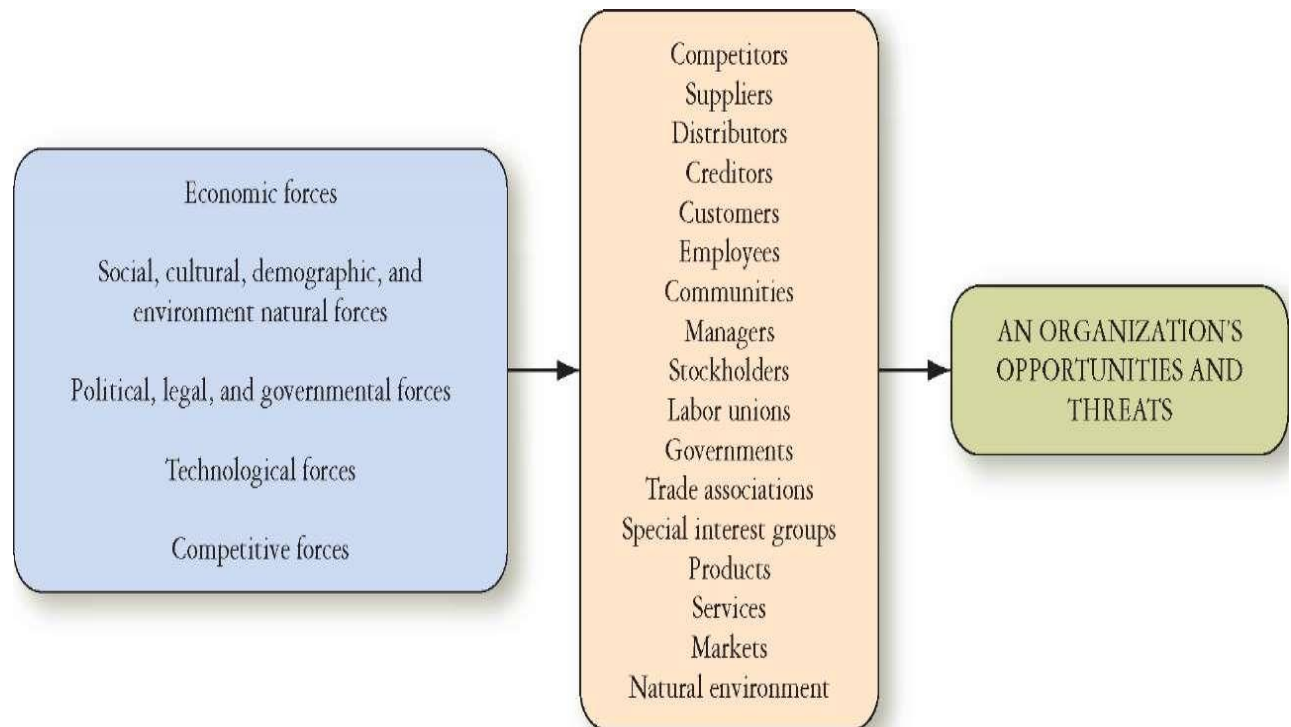 Economic forces
Social, cultural, demographic, and
environment natural forces
Political, legal, and governmental forces
Technological forces
Competitive forces
Competitors
Suppliers
Distributors
Creditors
Customers
Employees
Communities
Managers
Stockholders
Labor unions
Governments
Trade associations
Special interest groups
Products
Services
Markets
Natural environment
AN ORGANIZATION'S
OPPORTUNITIES AND
THREATS